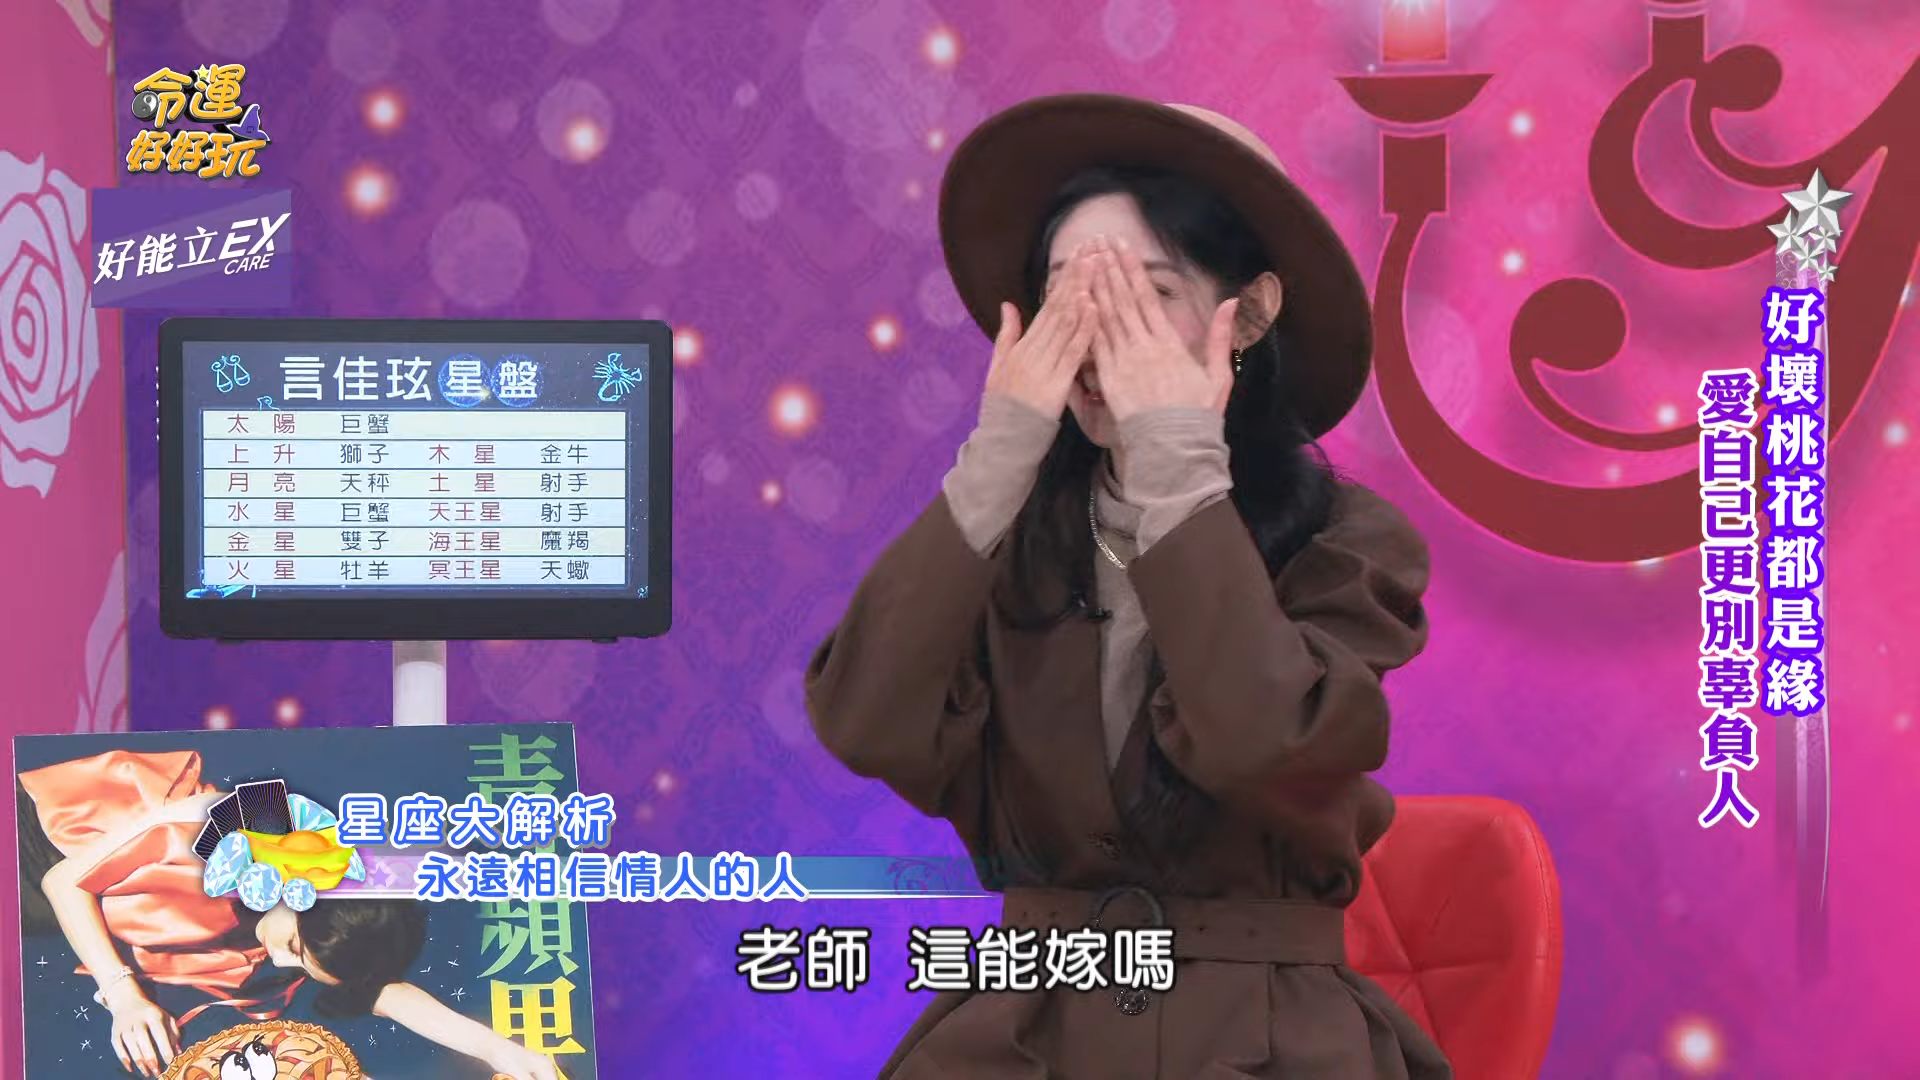 命運
好好玩
好能立EX
CARE
言佳玹星盤
太陽 巨蟹
上升 獅子 木星 金牛
月亮 天秤 土星 射手
水星 巨蟹 天王星 射手
金星 雙子 海王星 魔羯
火星 牡羊 冥王星 天蠍
好壞桃花都是緣
愛自己更別辜負人
青蘋果
星座大解析
永遠相信情人的人
老師 這能嫁嗎